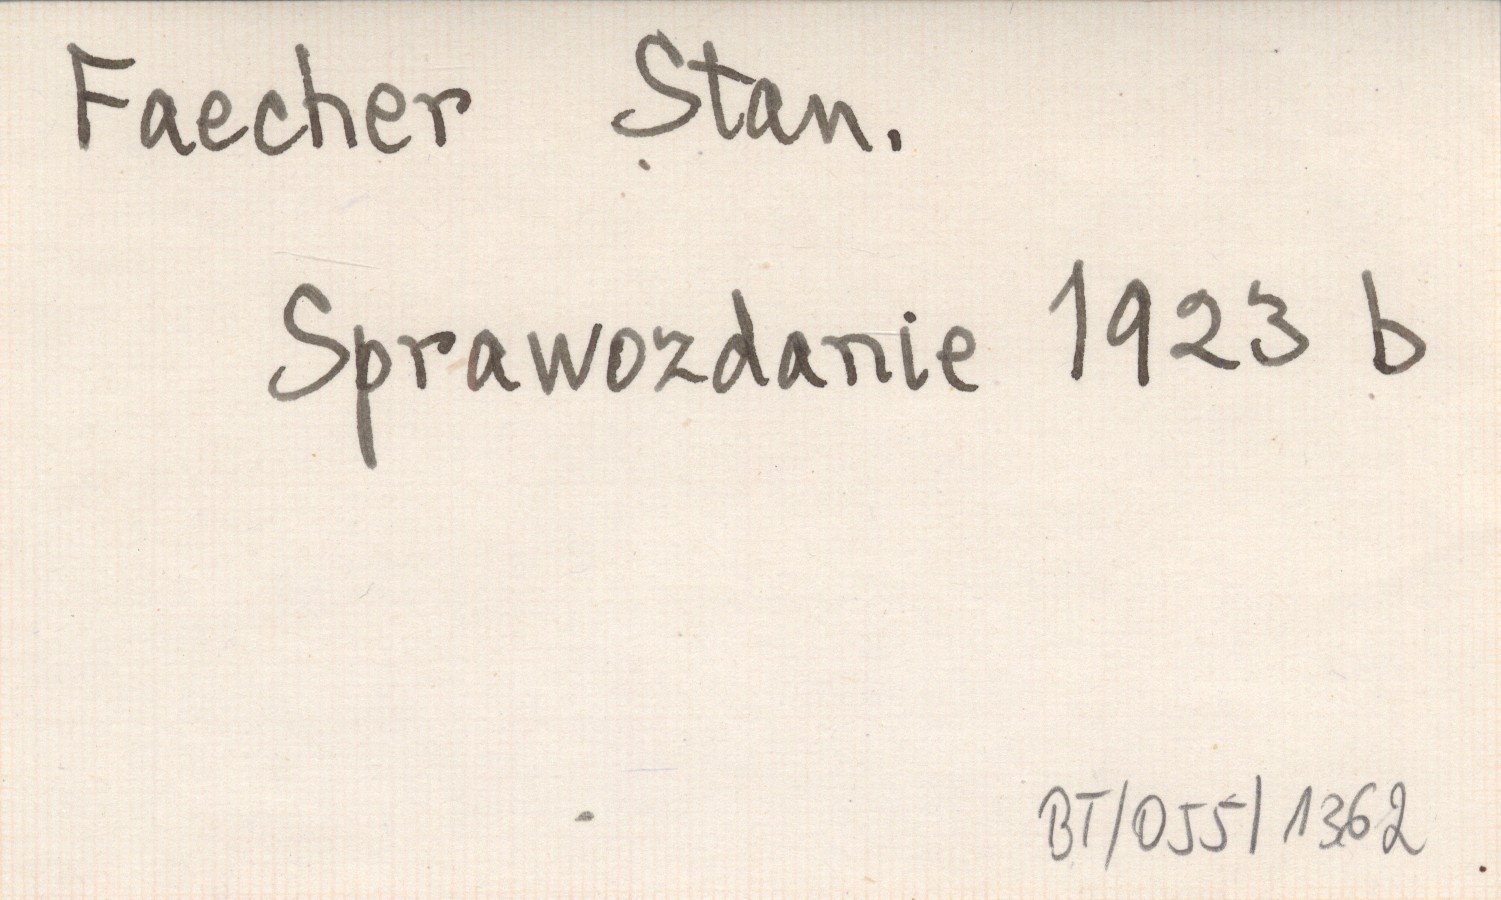 Faecher Stan.
Sprawozdanie 1923 b
BT/055/1362